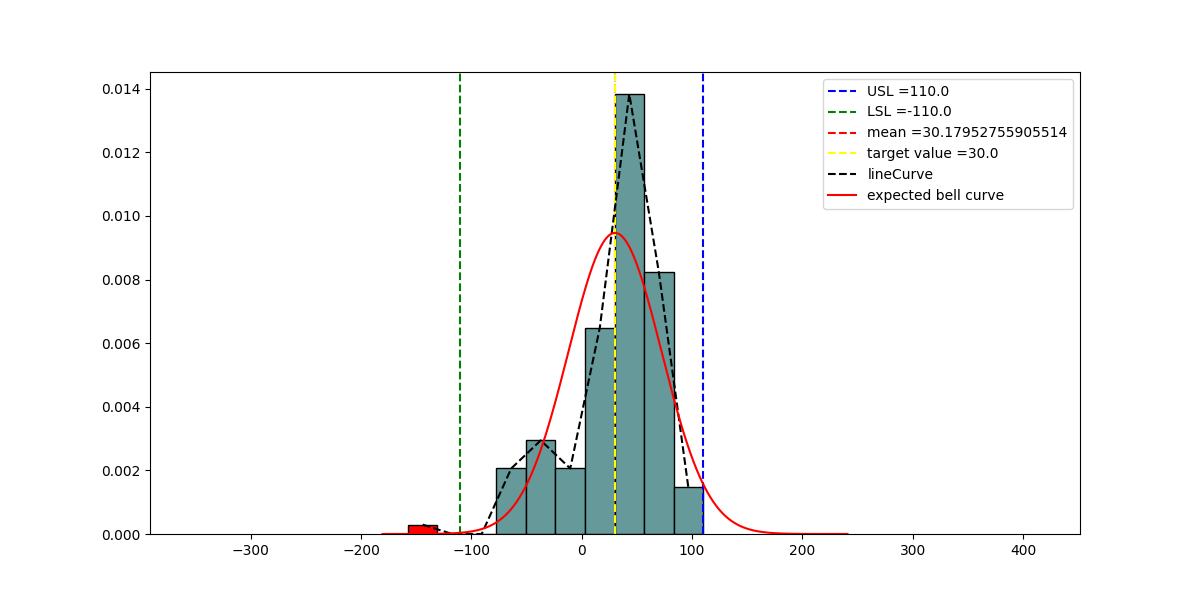 USL =110.0
LSL =-110.0
mean =30.17952755905514
target value =30.0
lineCurve
expected bell curve
0.014
0.012
0.010
0.008
0.006
0.004
0.002
0.000
−300 −200 −100 0 100 200 300 400